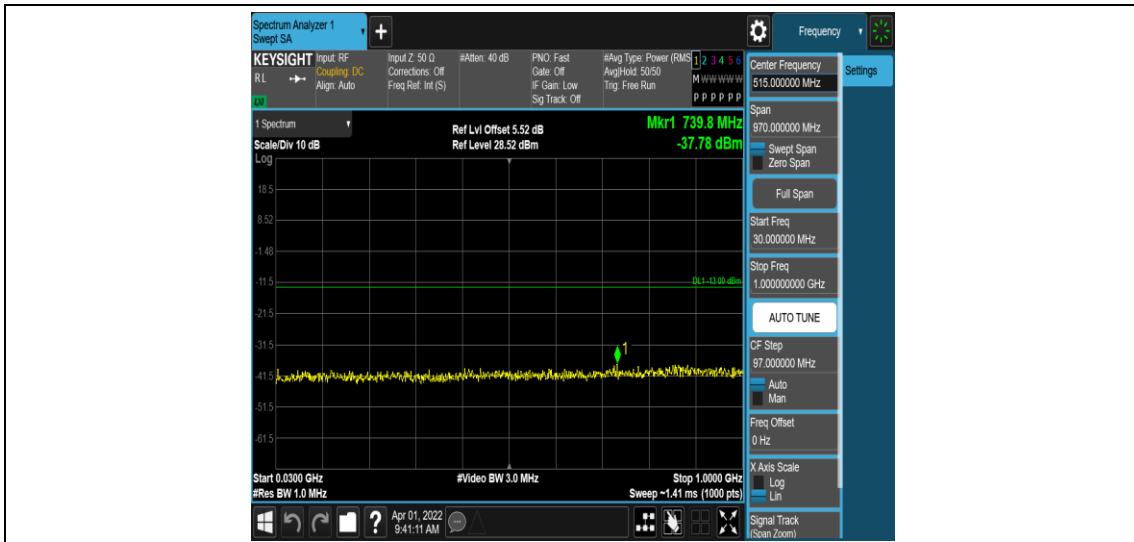 Spectrum Analyzer 1
Swept SA
Frequency
KEYSIGHT
RL
LXI
Input: RF
Coupling: DC
Align: Auto
Input Z: 50 Ω
Corrections: Off
Freq Ref: Int (S)
#Atten: 40 dB
PNO: Fast
Gate: Off
IF Gain: Low
Sig Track: Off
#Avg Type: Power (RMS
Avg|Hold: 50/50
Trig: Free Run
1 2 3 4 5 6
M W W W W W
P P P P P P
1 Spectrum
Scale/Div 10 dB
Ref Lvl Offset 5.52 dB
Ref Level 28.52 dBm
Mkr1 739.8 MHz
-37.78 dBm
Log
18.5
8.52
-1.48
-11.5
DL1 -13.00 dBm
-21.5
-31.5
1
-41.5
-51.5
-61.5
Start 0.0300 GHz
#Res BW 1.0 MHz
#Video BW 3.0 MHz
Stop 1.0000 GHz
Sweep ~1.41 ms (1000 pts)
Apr 01, 2022
9:41:11 AM
Center Frequency
515.000000 MHz
Settings
Span
970.000000 MHz
Swept Span
Zero Span
Full Span
Start Freq
30.000000 MHz
Stop Freq
1.000000000 GHz
AUTO TUNE
CF Step
97.000000 MHz
Auto
Man
Freq Offset
0 Hz
X Axis Scale
Log
Lin
Signal Track
(Span Zoom)